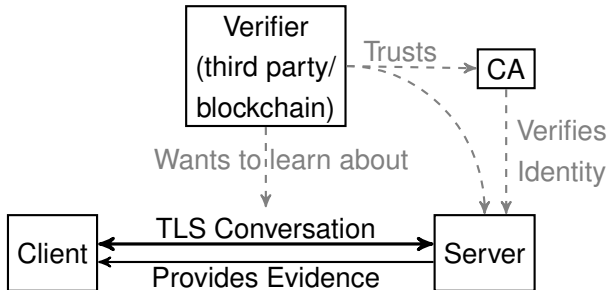 Verifier
(third party/
blockchain)
Trusts
CA
Verifies
Identity
Wants to learn about
Client
TLS Conversation
Provides Evidence
Server